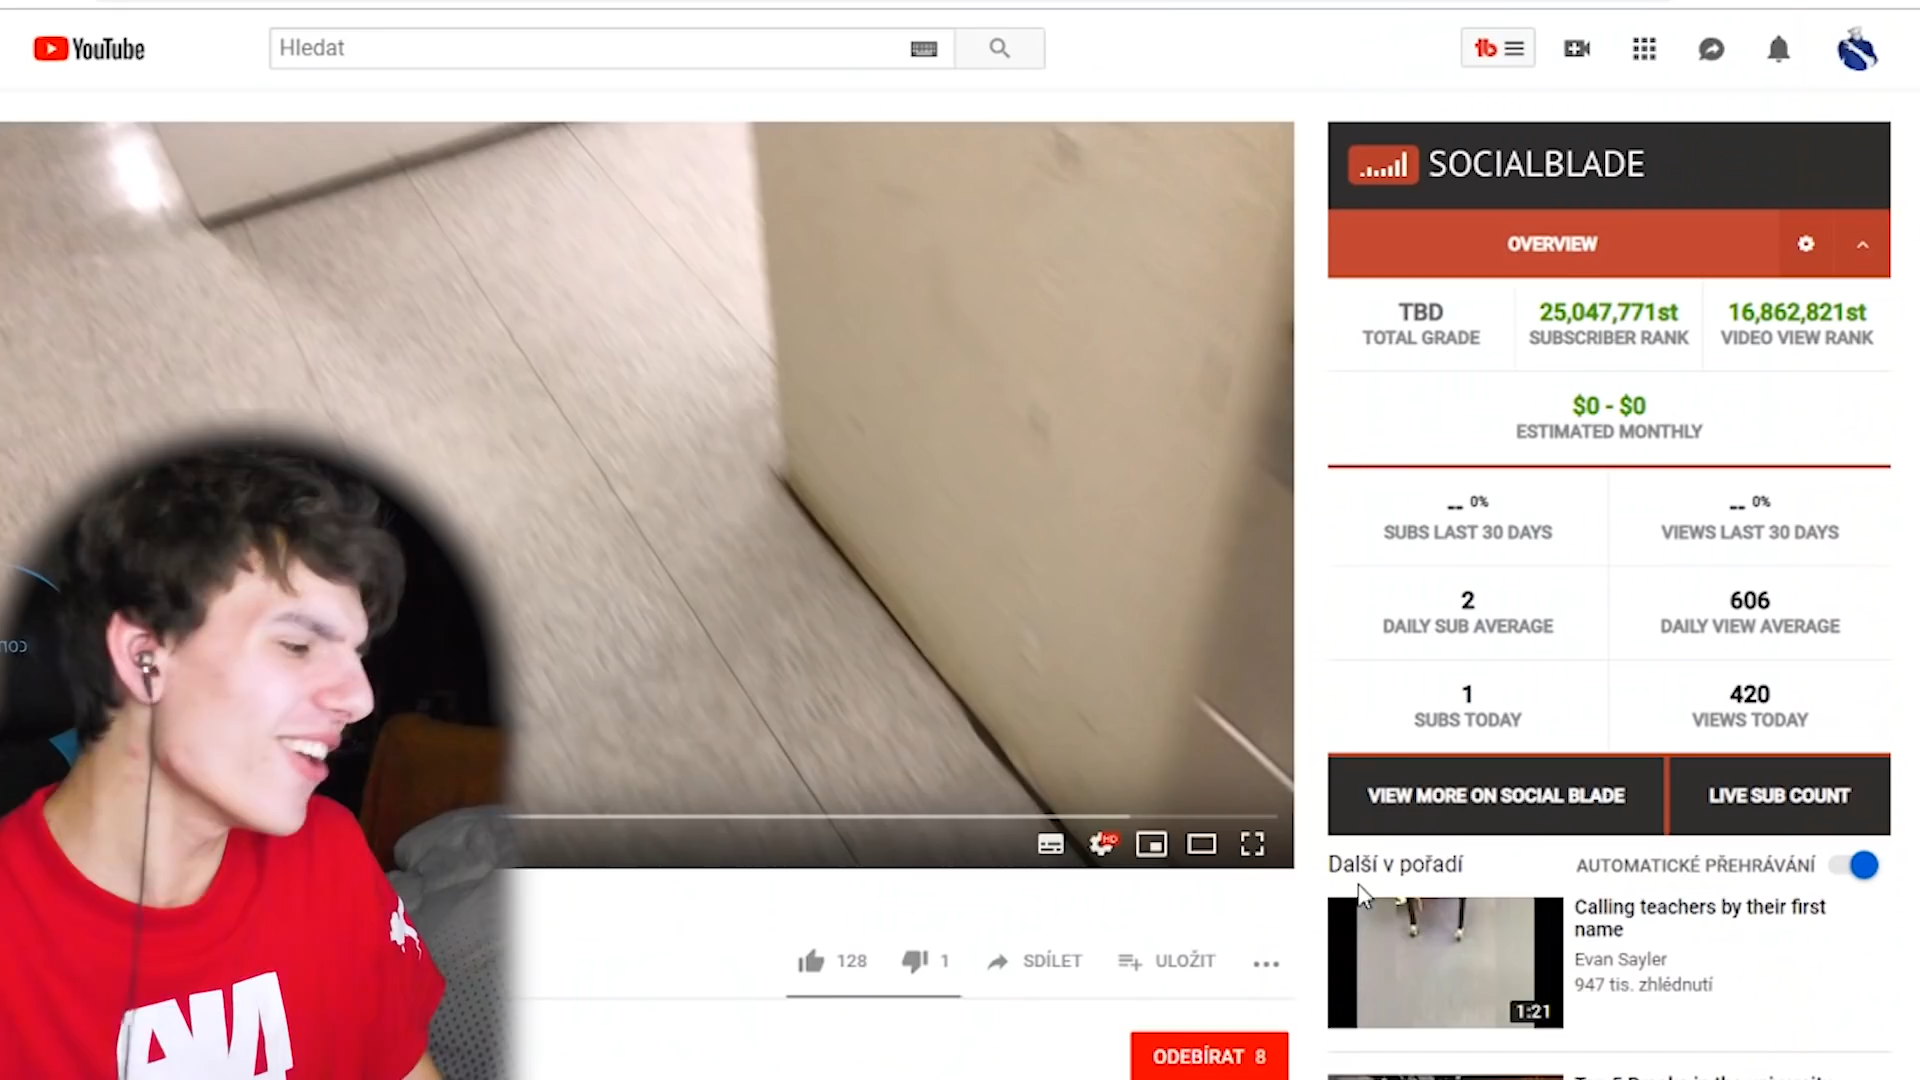 YouTube
Hledat
tb
SOCIALBLADE
OVERVIEW
TBD
TOTAL GRADE
25,047,771st
SUBSCRIBER RANK
16,862,821st
VIDEO VIEW RANK
$0 - $0
ESTIMATED MONTHLY
-- 0%
SUBS LAST 30 DAYS
-- 0%
VIEWS LAST 30 DAYS
2
DAILY SUB AVERAGE
606
DAILY VIEW AVERAGE
1
SUBS TODAY
420
VIEWS TODAY
VIEW MORE ON SOCIAL BLADE
LIVE SUB COUNT
HD
Další v pořadí
AUTOMATICKÉ PŘEHRÁVÁNÍ
Calling teachers by their first
name
Evan Sayler
947 tis. zhlédnutí
1:21
128
1
SDÍLET
ULOŽIT
ODEBÍRAT 8